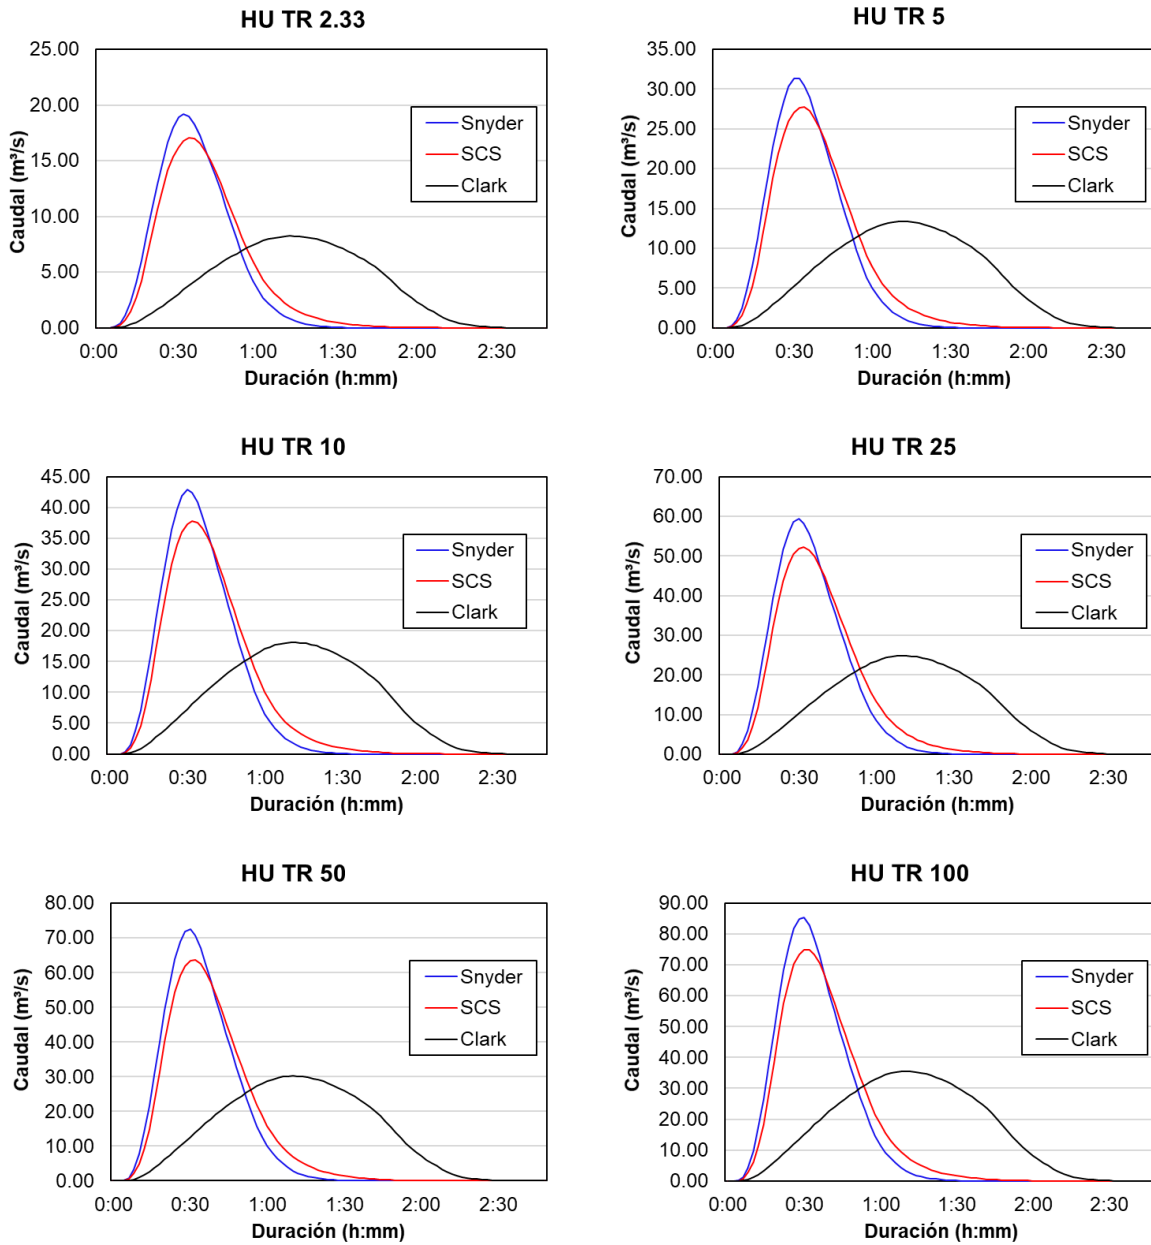 HU TR 2.33
25.00
20.00
15.00
10.00
5.00
0.00
Caudal (m³/s)
Snyder
SCS
Clark
0:00 0:30 1:00 1:30 2:00 2:30
Duración (h:mm)
HU TR 5
35.00
30.00
25.00
20.00
15.00
10.00
5.00
0.00
Caudal (m³/s)
Snyder
SCS
Clark
0:00 0:30 1:00 1:30 2:00 2:30
Duración (h:mm)
HU TR 10
45.00
40.00
35.00
30.00
25.00
20.00
15.00
10.00
5.00
0.00
Caudal (m³/s)
Snyder
SCS
Clark
0:00 0:30 1:00 1:30 2:00 2:30
Duración (h:mm)
HU TR 25
70.00
60.00
50.00
40.00
30.00
20.00
10.00
0.00
Caudal (m³/s)
Snyder
SCS
Clark
0:00 0:30 1:00 1:30 2:00 2:30
Duración (h:mm)
HU TR 50
80.00
70.00
60.00
50.00
40.00
30.00
20.00
10.00
0.00
Caudal (m³/s)
Snyder
SCS
Clark
0:00 0:30 1:00 1:30 2:00 2:30
Duración (h:mm)
HU TR 100
90.00
80.00
70.00
60.00
50.00
40.00
30.00
20.00
10.00
0.00
Caudal (m³/s)
Snyder
SCS
Clark
0:00 0:30 1:00 1:30 2:00 2:30
Duración (h:mm)